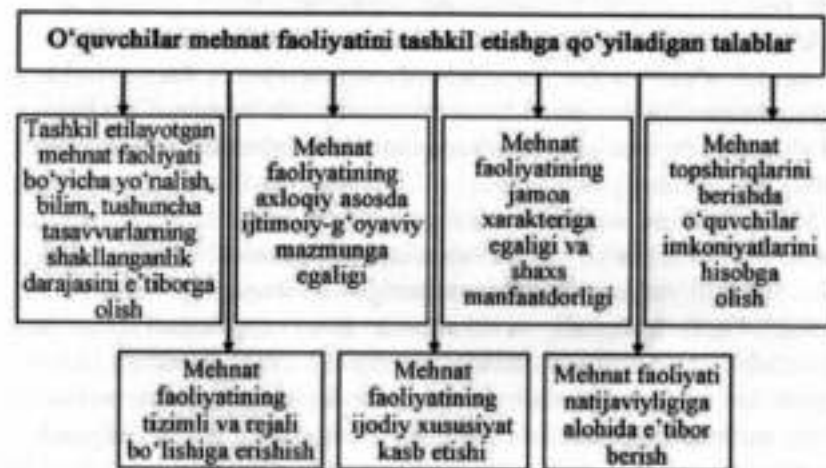 O‘quvchilar mehnat faoliyatini tashkil etishga qo‘yiladigan talablar
Tashkil etilayotgan
mehnat faoliyati
bo‘yicha yo‘nalish,
bilim, tushuncha
tasavvurlarning
shakllanganlik
darajasini e’tiborga
olish
Mehnat
faoliyatining
axloqiy asosda
ijtimoiy-g‘oyaviy
mazmunga
egaligi
Mehnat
faoliyatining
jamoa
xarakteriga
egaligi va
shaxs
manfaatdorligi
Mehnat
topshiriqlarini
berishda
o‘quvchilar
imkoniyatlarini
hisobga
olish
Mehnat
faoliyatining
tizimli va rejali
bo‘lishiga erishish
Mehnat
faoliyatining
ijodiy xususiyat
kasb etishi
Mehnat faoliyati
natijaviyligiga
alohida e’tibor
berish